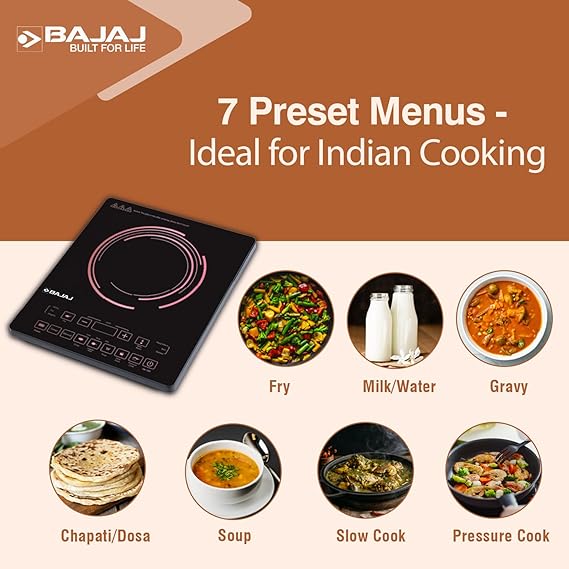 BAJAJ
BUILT FOR LIFE
7 Preset Menus -
Ideal for Indian Cooking
BAJAJ
Fry
Milk/Water
Gravy
Chapati/Dosa
Soup
Slow Cook
Pressure Cook